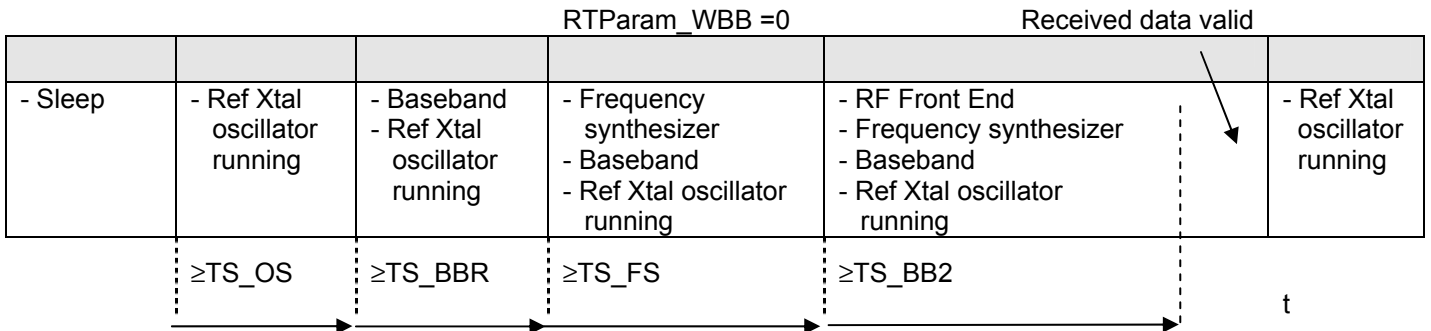 RTParam_WBB =0
Received data valid
- Sleep
- Ref Xtal
oscillator
running
- Baseband
- Ref Xtal
oscillator
running
- Frequency
synthesizer
- Baseband
- Ref Xtal oscillator
running
- RF Front End
- Frequency synthesizer
- Baseband
- Ref Xtal oscillator
running
- Ref Xtal
oscillator
running
≥TS_OS
≥TS_BBR
≥TS_FS
≥TS_BB2
t